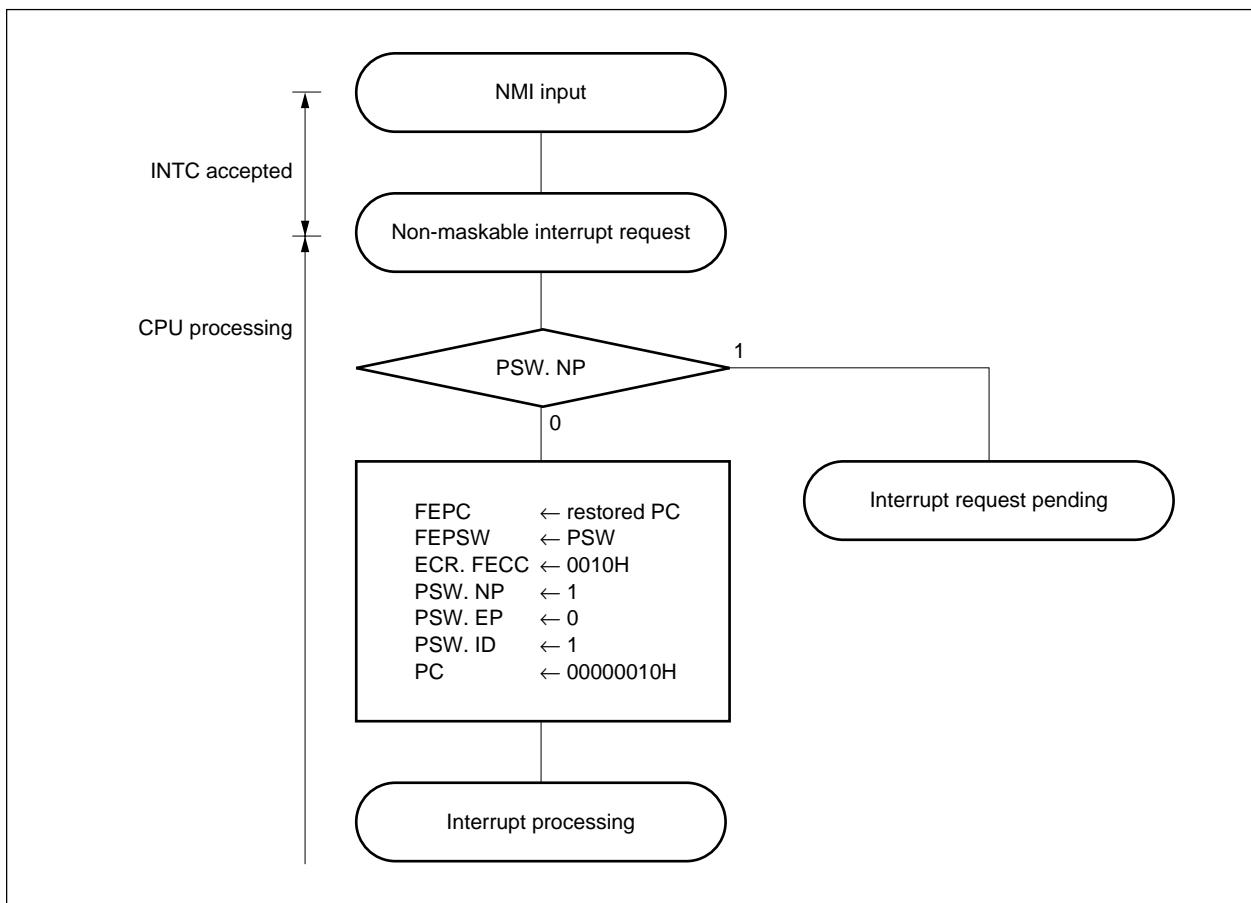 NMI input
INTC accepted
Non-maskable interrupt request
CPU processing
PSW. NP
1
0
FEPC ← restored PC
FEPSW ← PSW
ECR. FECC ← 0010H
PSW. NP ← 1
PSW. EP ← 0
PSW. ID ← 1
PC ← 00000010H
Interrupt request pending
Interrupt processing